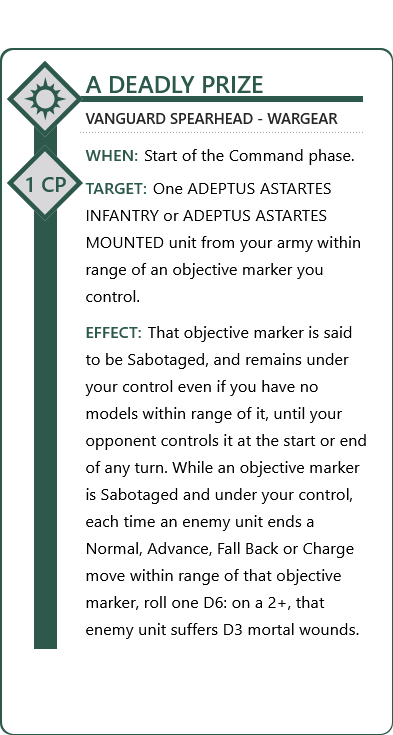 A DEADLY PRIZE
VANGUARD SPEARHEAD - WARGEAR
WHEN: Start of the Command phase.
1 CP
TARGET: One ADEPTUS ASTARTES
INFANTRY or ADEPTUS ASTARTES
MOUNTED unit from your army within
range of an objective marker you
control.
EFFECT: That objective marker is said
to be Sabotaged, and remains under
your control even if you have no
models within range of it, until your
opponent controls it at the start or end
of any turn. While an objective marker
is Sabotaged and under your control,
each time an enemy unit ends a
Normal, Advance, Fall Back or Charge
move within range of that objective
marker, roll one D6: on a 2+, that
enemy unit suffers D3 mortal wounds.